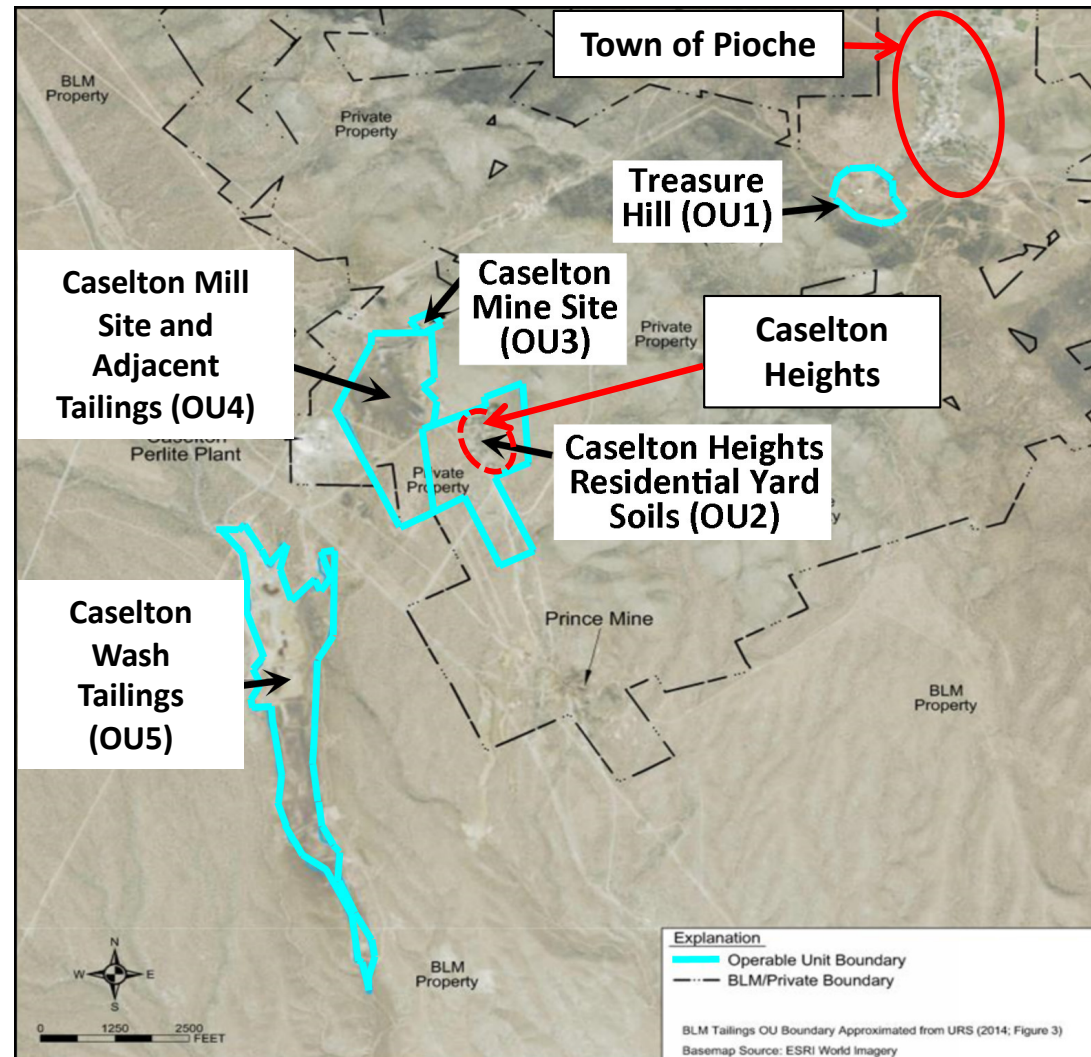 Town of Pioche
BLM
Property
Private
Property
Treasure
Hill (OU1)
Caselton Mill
Site and
Adjacent
Tailings (OU4)
Caselton
Mine Site
(OU3)
Private
Property
Caselton
Heights
Perlite Plant
Private
Property
Caselton Heights
Residential Yard
Soils (OU2)
Caselton
Wash
Tailings
(OU5)
Prince Mine
BLM
Property
BLM
Property
N
W
E
S
0 1250 2500
FEET
Explanation
Operable Unit Boundary
BLM/Private Boundary
BLM Tailings OU Boundary Approximated from URS (2014; Figure 3)
Basemap Source: ESRI World Imagery